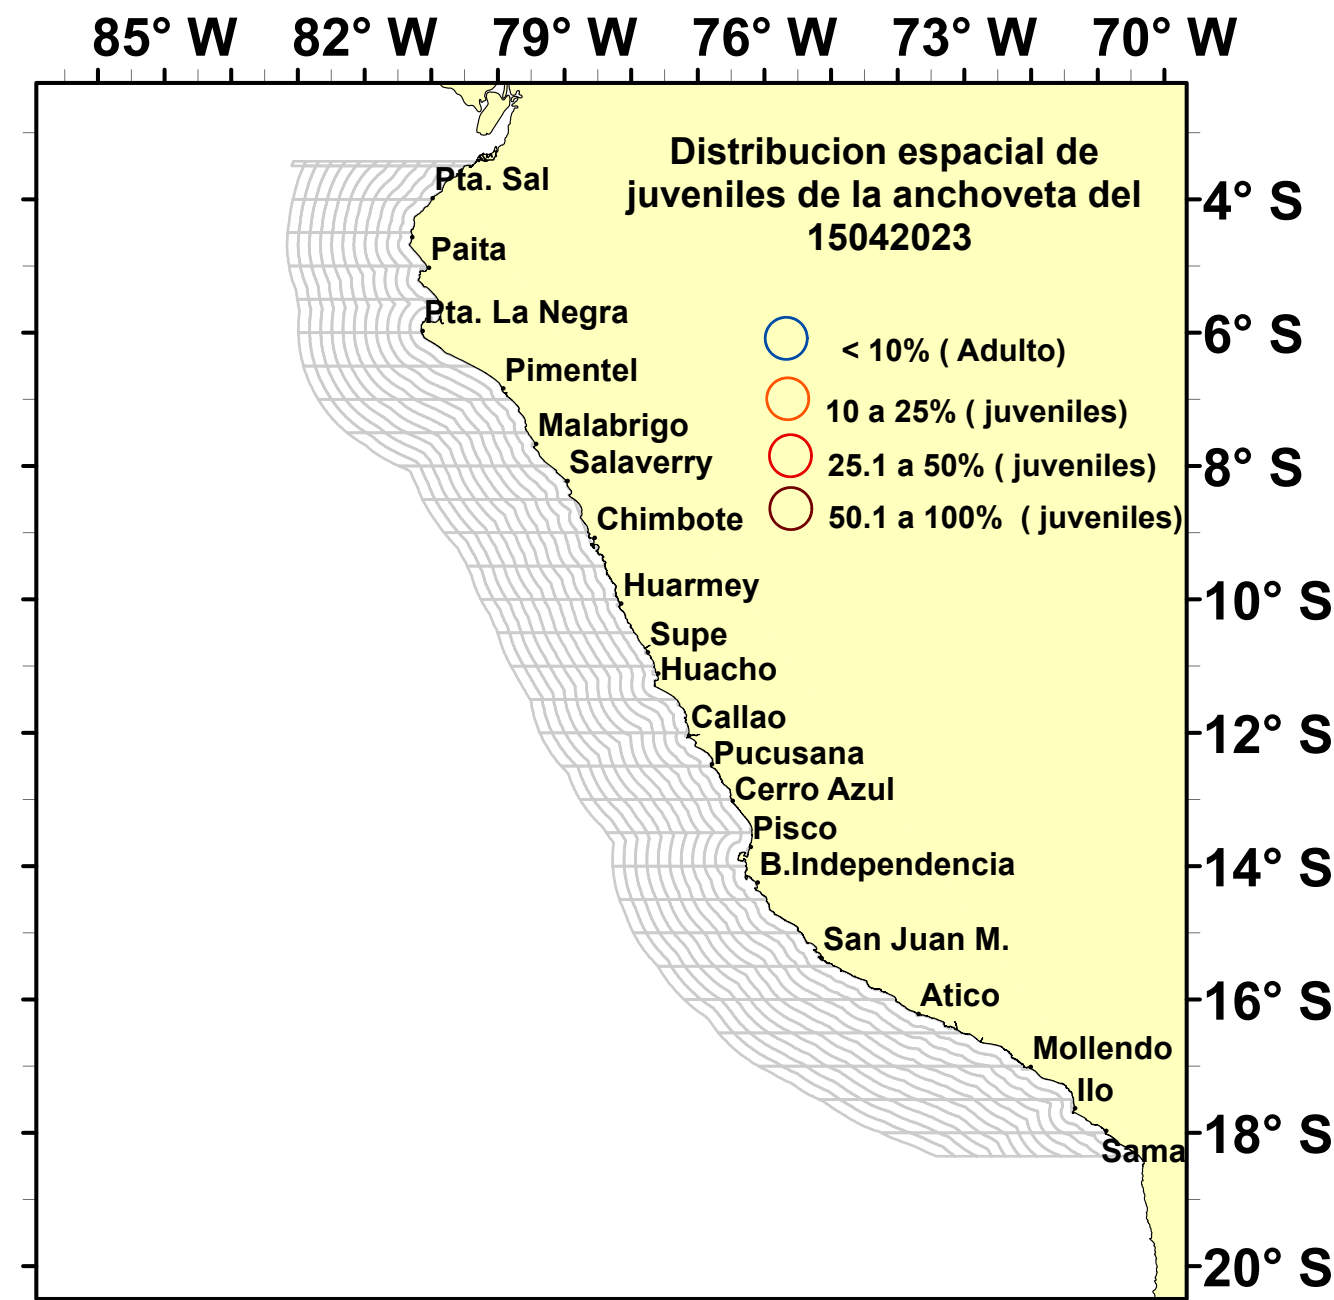 85° W 82° W 79° W 76° W 73° W 70° W
Distribucion espacial de
juveniles de la anchoveta del
15042023
Pta. Sal
4° S
Paita
Pta. La Negra
6° S
< 10% ( Adulto)
Pimentel
10 a 25% ( juveniles)
Malabrigo
Salaverry
25.1 a 50% ( juveniles)
8° S
Chimbote
50.1 a 100% ( juveniles)
Huarmey
10° S
Supe
Huacho
Callao
12° S
Pucusana
Cerro Azul
Pisco
B.Independencia
14° S
San Juan M.
Atico
16° S
Mollendo
Ilo
18° S
Sama
20° S